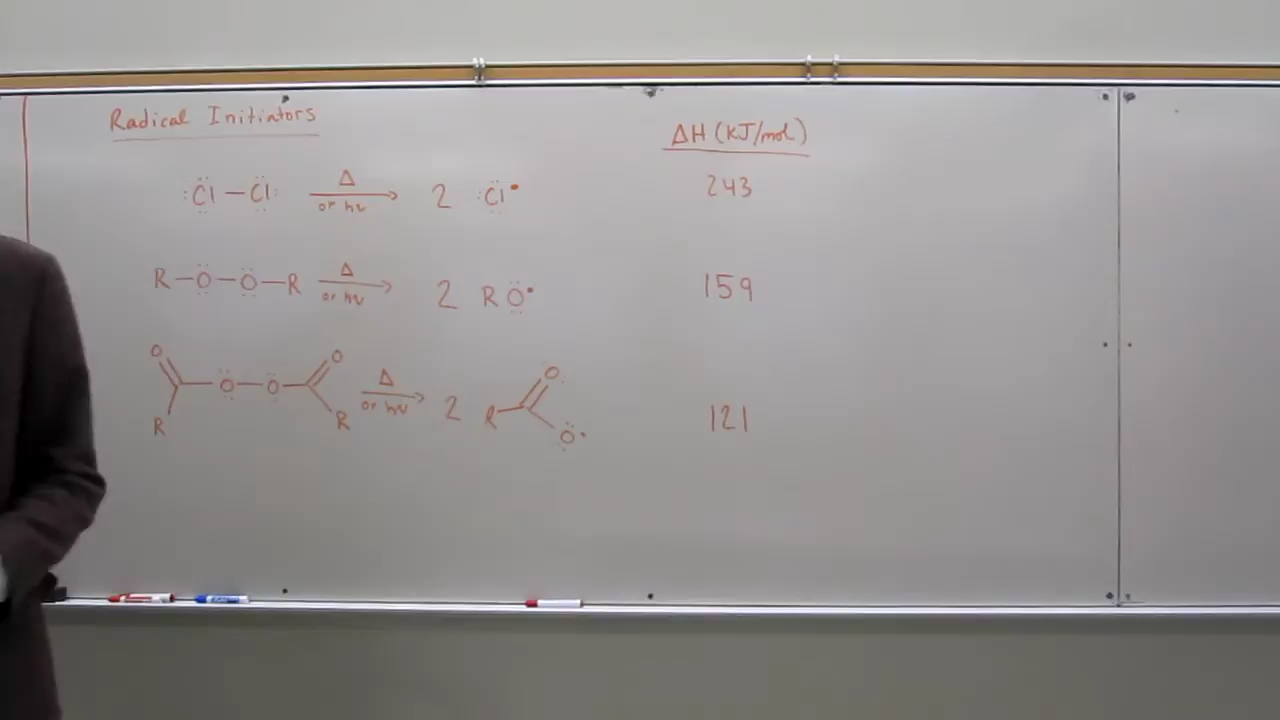 Radical Initiators
ΔH (KJ/mol)
:Cl—Cl: Δ or hν → 2 :Cl• 243
R—O—O—R Δ or hν → 2 RO• 159
O O O
O—O Δ or hν → 2 R 121
R R O•